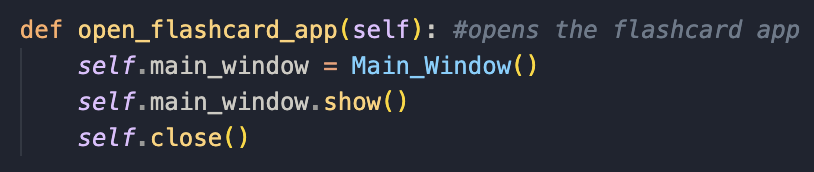 def open_flashcard_app(self): #opens the flashcard app
    self.main_window = Main_Window()
    self.main_window.show()
    self.close()